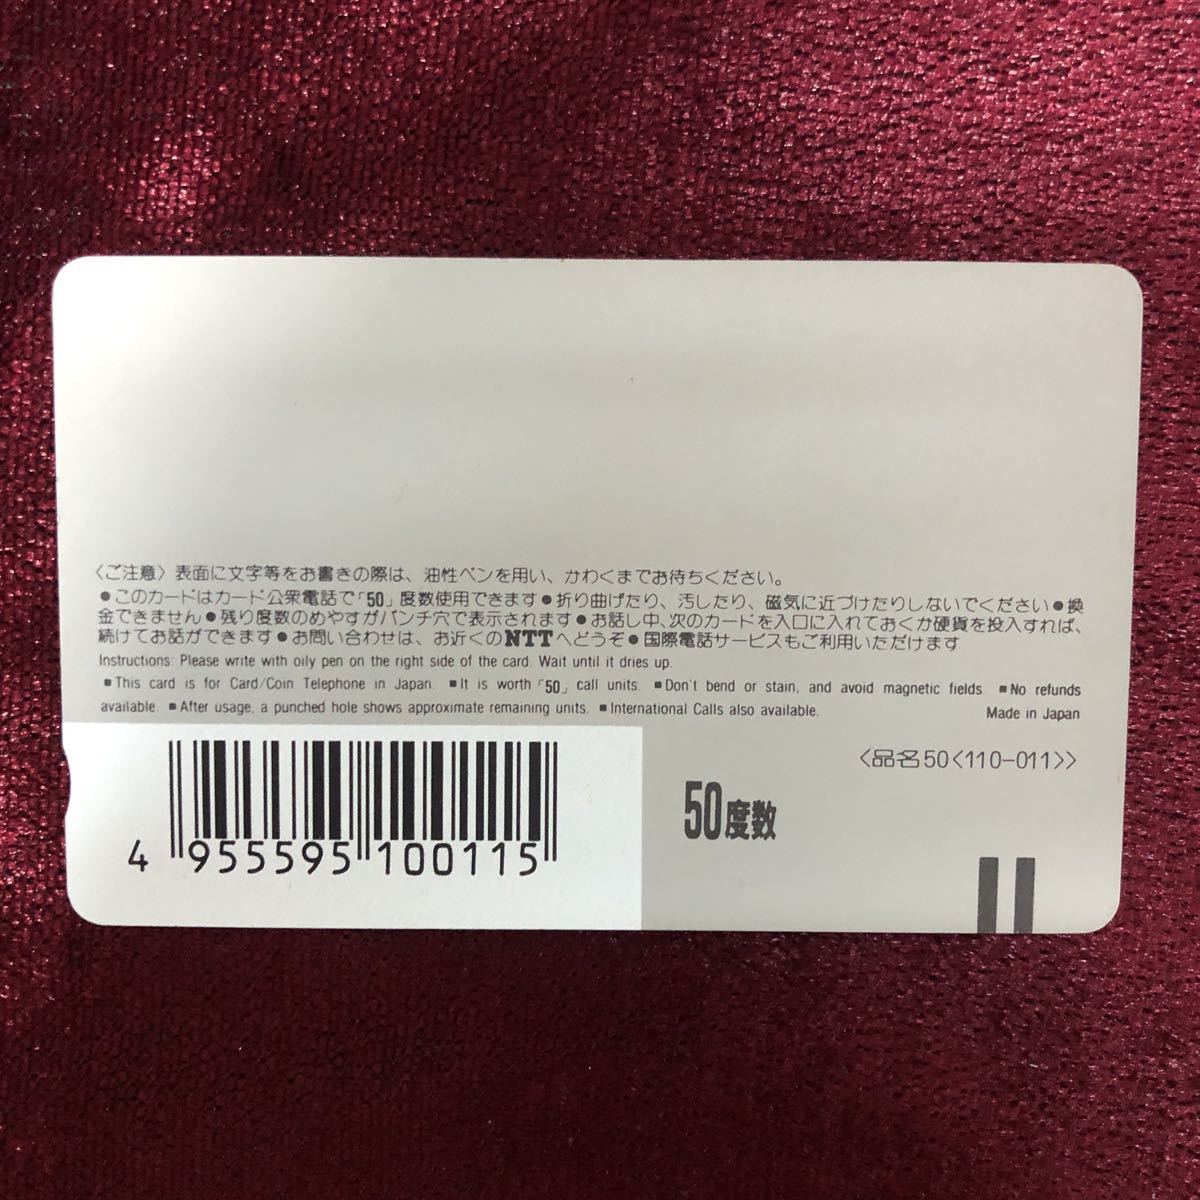 〈ご注意〉表面に文字等をお書きの際は、油性ペンを用い、かわくまでお待ちください。
●このカードはカード公衆電話で「50」度数使用できます●折り曲げたり、汚したり、磁気に近づけたりしないでください●換
金できません●残り度数のめやすがパンチ穴で表示されます●お話し中、次のカードを入口に入れておくか硬貨を投入すれば、
続けてお話ができます●お問い合わせは、お近くのNTTへどうぞ●国際電話サービスもご利用いただけます
Instructions: Please write with oily pen on the right side of the card. Wait until it dries up.
■This card is for Card/Coin Telephone in Japan. ■It is worth「50」call units. ■Don't bend or stain, and avoid magnetic fields. ■No refunds
available. ■After usage, a punched hole shows approximate remaining units. ■International Calls also available. Made in Japan
〈品名50〈110-011〉〉
50度数
4 955595 100115